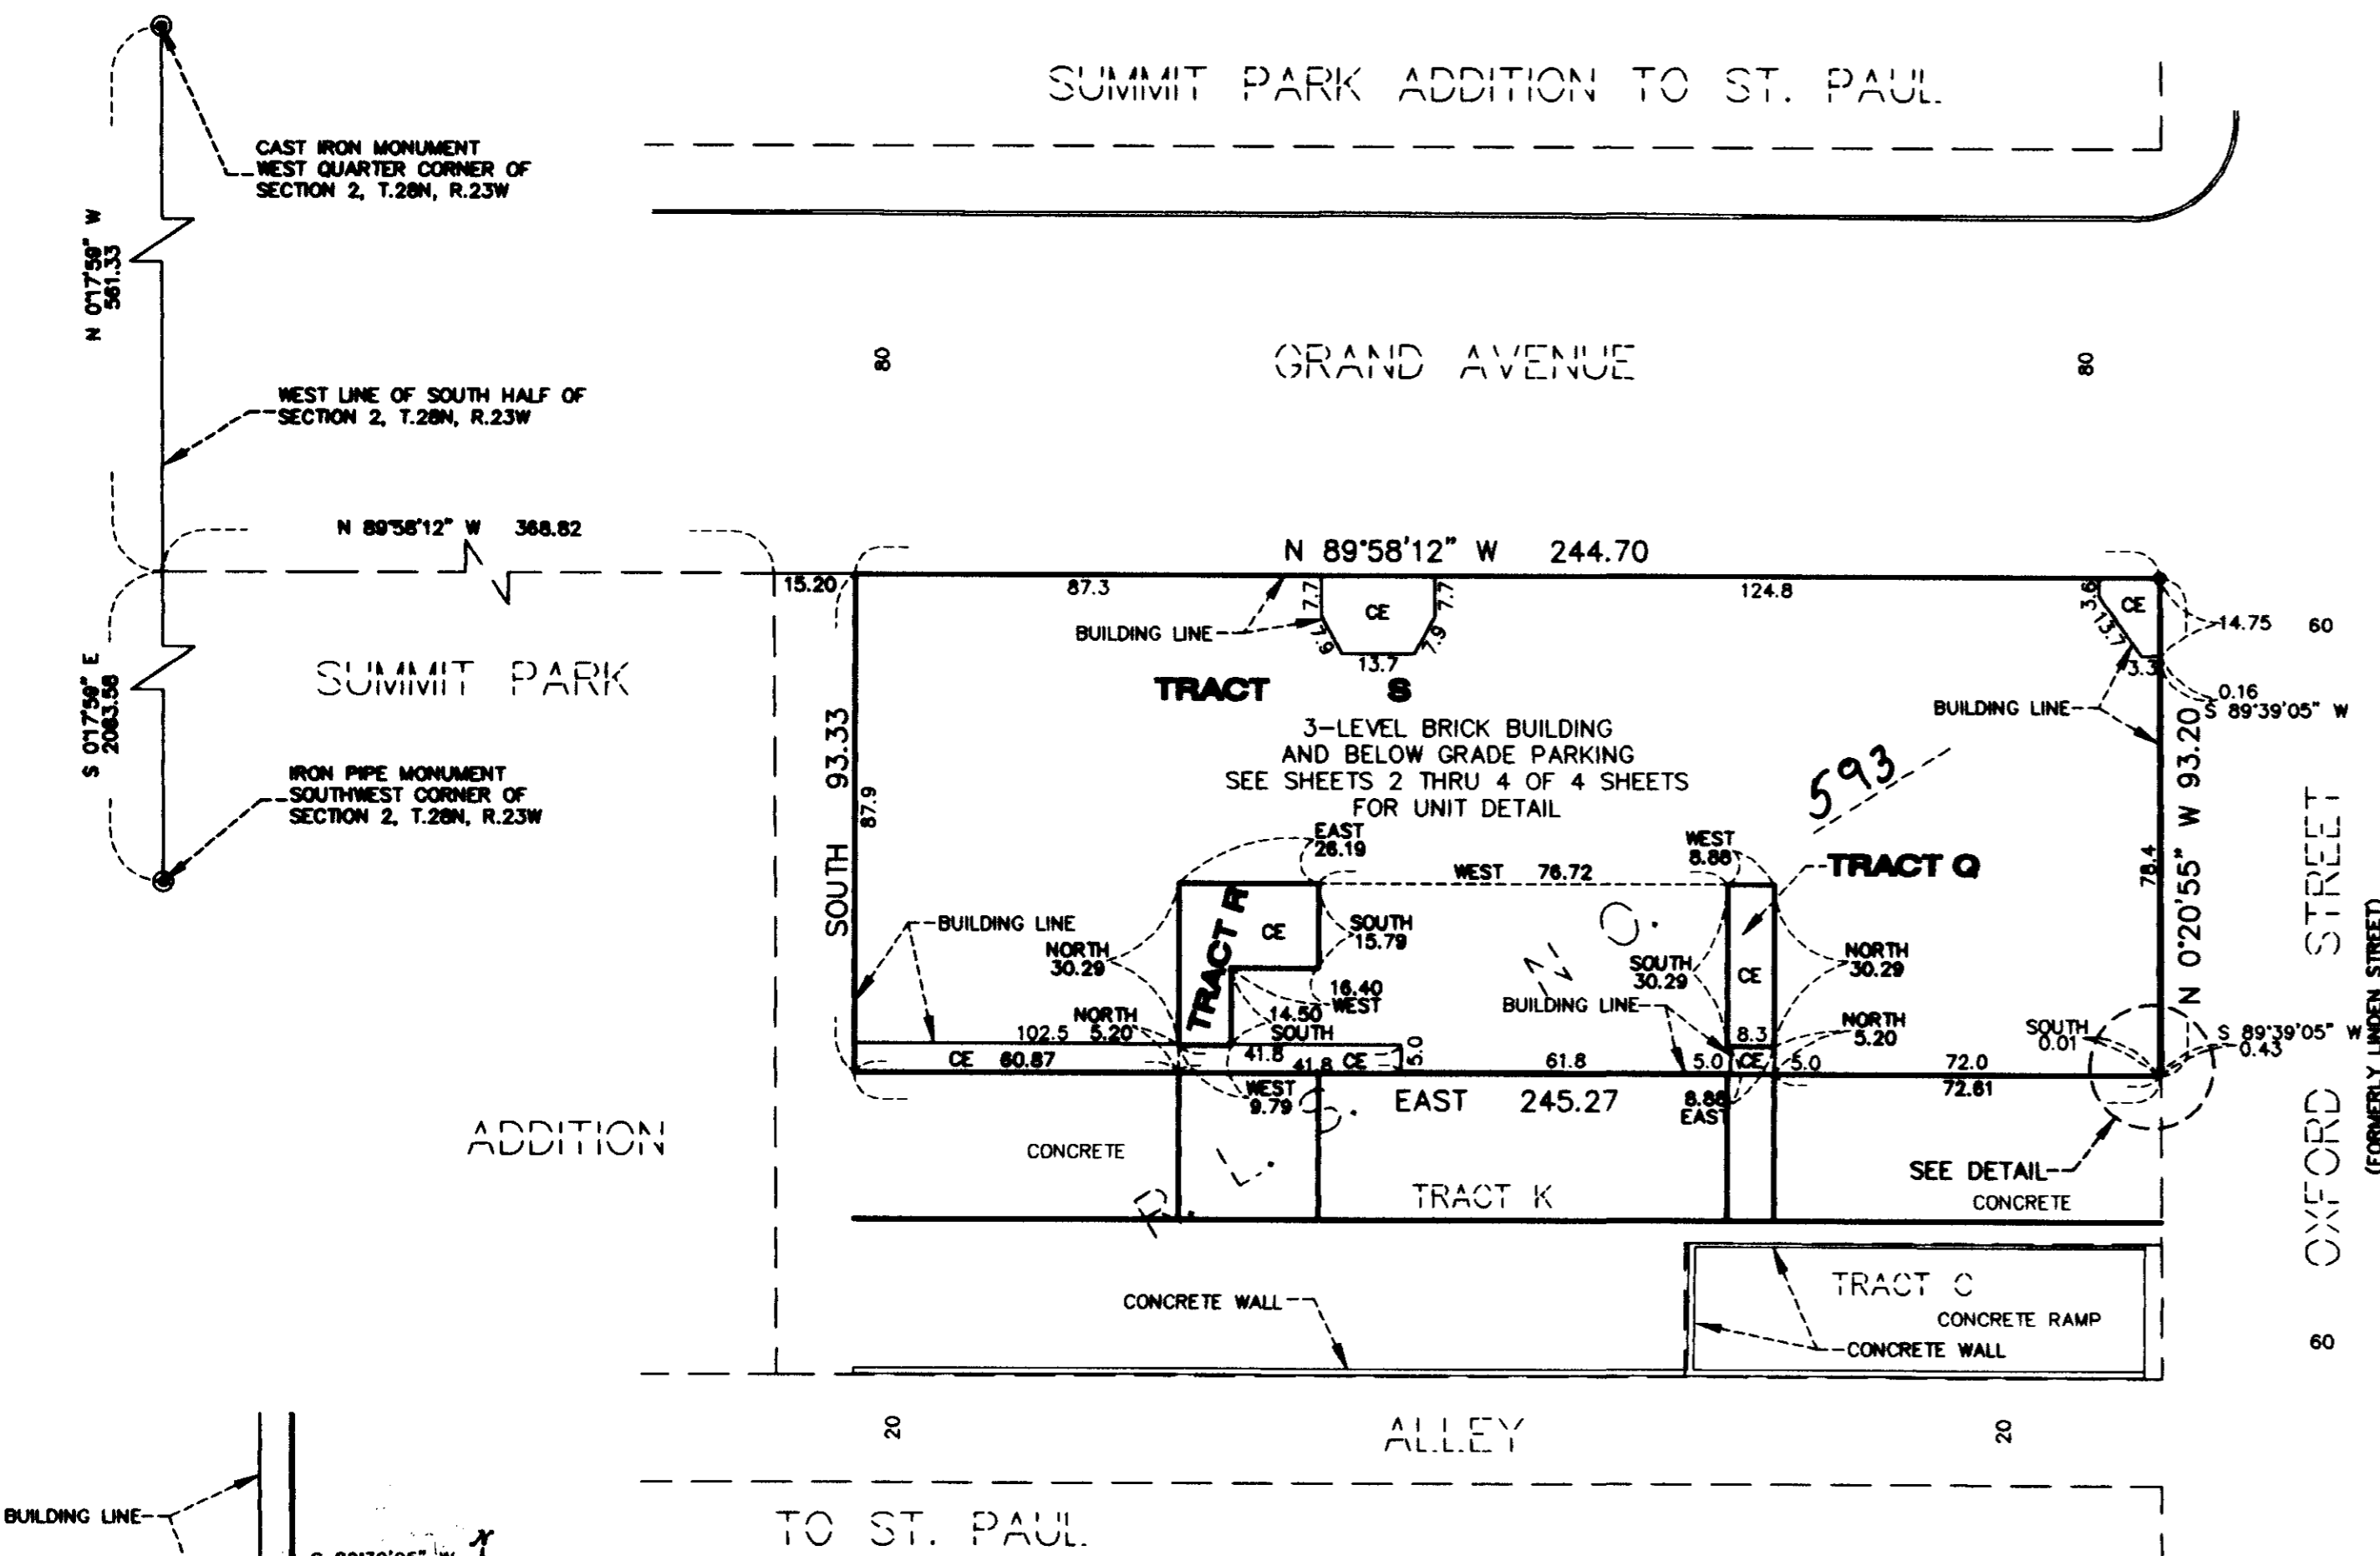 SUMMIT PARK ADDITION TO ST. PAUL
CAST IRON MONUMENT
WEST QUARTER CORNER OF
SECTION 2, T.28N, R.23W
N 0°17'59" W
561.33
80
GRAND AVENUE
80
WEST LINE OF SOUTH HALF OF
SECTION 2, T.28N, R.23W
N 89°58'12" W 368.82
N 89°58'12" W 244.70
15.20
87.3
7.7
CE
7.7
124.8
3.6
CE
14.75
60
BUILDING LINE
7.9
7.9
13.7
13.7
3.3
S 0°17'59" E
2083.58
SUMMIT PARK
TRACT S
0.16
S 89°39'05" W
BUILDING LINE
3-LEVEL BRICK BUILDING
AND BELOW GRADE PARKING
SEE SHEETS 2 THRU 4 OF 4 SHEETS
FOR UNIT DETAIL
593
SOUTH 93.33
87.9
N 0°20'55" W 93.20
78.4
IRON PIPE MONUMENT
SOUTHWEST CORNER OF
SECTION 2, T.28N, R.23W
EAST
26.19
WEST 76.72
WEST
8.88
TRACT Q
TRACT R
CE
BUILDING LINE
NORTH
30.29
SOUTH
15.79
16.40
WEST
SOUTH
30.29
CE
NORTH
30.29
BUILDING LINE
14.50
SOUTH
NORTH
5.20
102.5
8.3
NORTH
5.20
SOUTH
0.01
S 89°39'05" W
0.43
CE 60.87
41.8
41.8 CE
5.0
61.8
5.0
CE
5.0
72.0
72.61
WEST
9.79
EAST 245.27
8.88
EAST
R. L. S. N O.
STREET
OXFORD
(FORMERLY LINDEN STREET)
ADDITION
CONCRETE
TRACT K
SEE DETAIL
CONCRETE
CONCRETE WALL
TRACT C
CONCRETE RAMP
CONCRETE WALL
60
20
ALLEY
20
BUILDING LINE
TO ST. PAUL